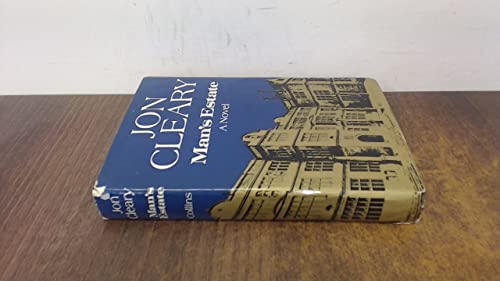 JON
CLEARY
Man's Estate
A Novel
jon
cleary
Man's
Estate
Collins